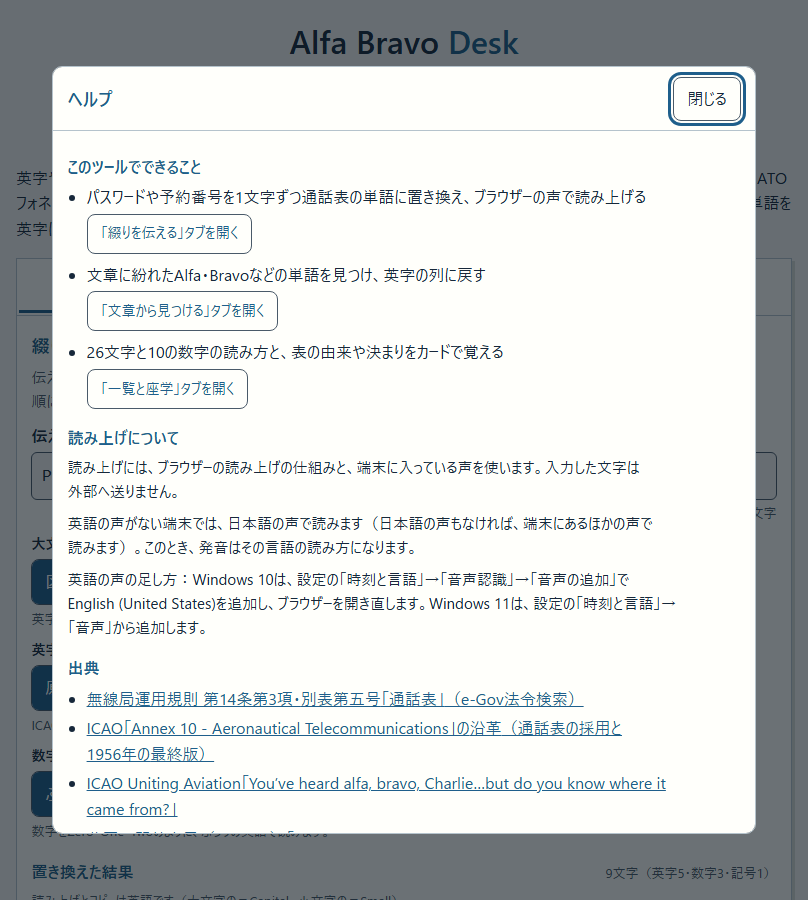 Alfa Bravo Desk
ヘルプ
閉じる
このツールでできること
パスワードや予約番号を1文字ずつ通話表の単語に置き換え、ブラウザーの声で読み上げる
「綴りを伝える」タブを開く
文章に紛れたAlfa・Bravoなどの単語を見つけ、英字の列に戻す
「文章から見つける」タブを開く
26文字と10の数字の読み方と、表の由来や決まりをカードで覚える
「一覧と座学」タブを開く
読み上げについて
読み上げには、ブラウザーの読み上げの仕組みと、端末に入っている声を使います。入力した文字は
外部へ送りません。
英語の声がない端末では、日本語の声で読みます（日本語の声もなければ、端末にあるほかの声で
読みます）。このとき、発音はその言語の読み方になります。
英語の声の足し方：Windows 10は、設定の「時刻と言語」→「音声認識」→「音声の追加」で
English (United States)を追加し、ブラウザーを開き直します。Windows 11は、設定の「時刻と言語」→
「音声」から追加します。
出典
無線局運用規則 第14条第3項・別表第五号「通話表」（e-Gov法令検索）
ICAO「Annex 10 - Aeronautical Telecommunications」の沿革（通話表の採用と
1956年の最終版）
ICAO Uniting Aviation「You've heard alfa, bravo, Charlie…but do you know where it
came from?」
置き換えた結果
9文字（英字5・数字3・記号1）